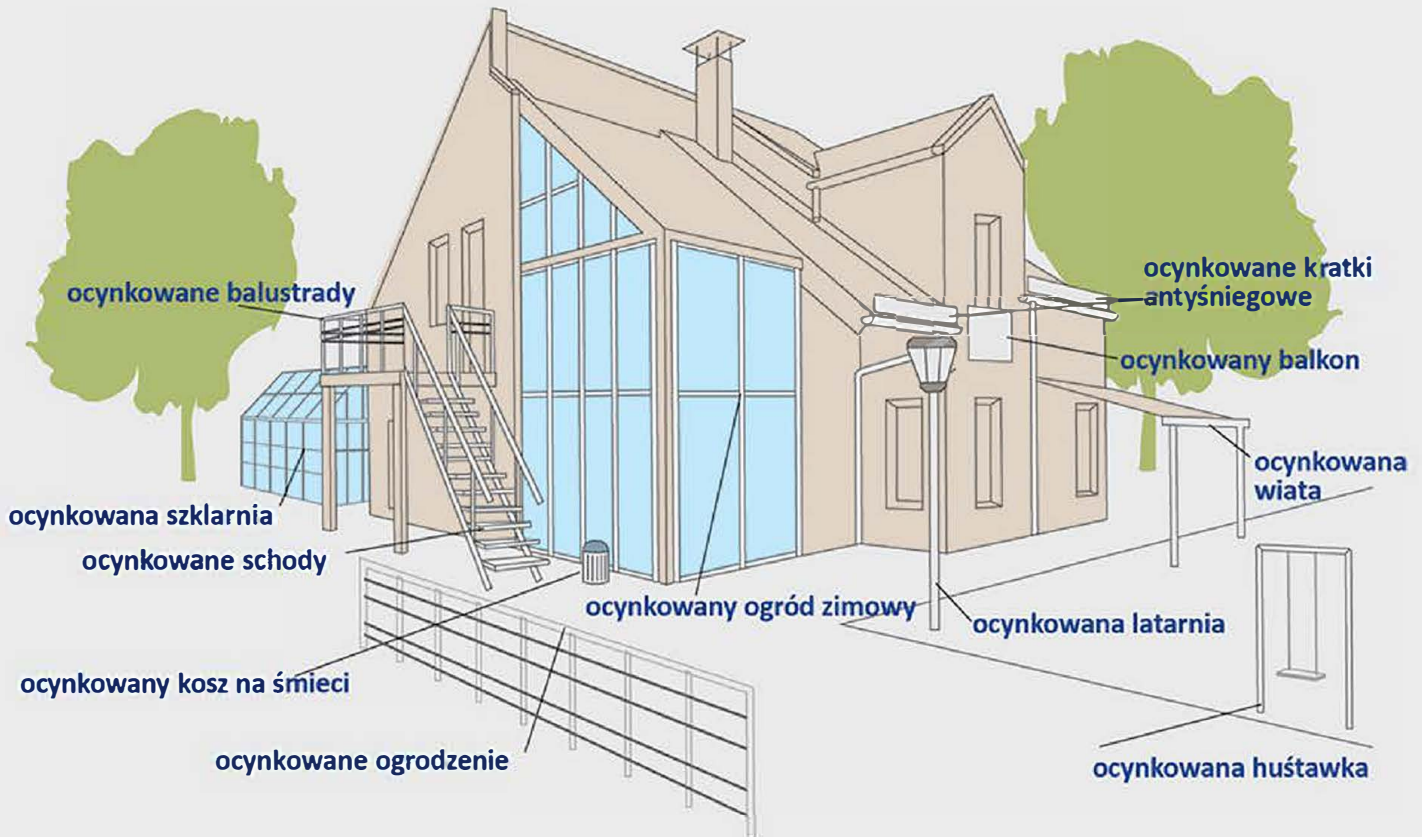 ocynkowane kratki
antyśniegowe
ocynkowane balustrady
ocynkowany balkon
ocynkowana
wiata
ocynkowana szklarnia
ocynkowane schody
ocynkowany ogród zimowy
ocynkowana latarnia
ocynkowany kosz na śmieci
ocynkowane ogrodzenie
ocynkowana huśtawka